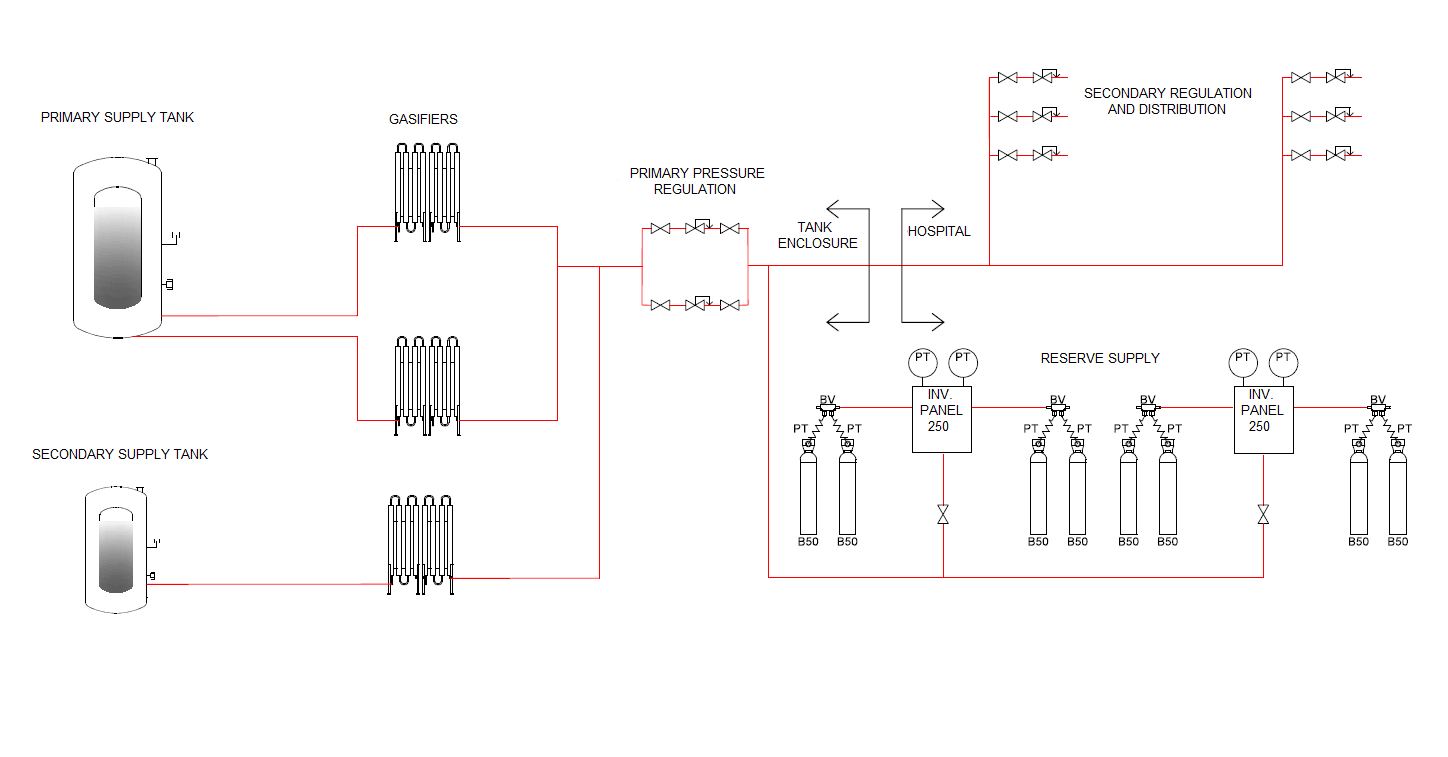 PRIMARY SUPPLY TANK
GASIFIERS
SECONDARY REGULATION
AND DISTRIBUTION
PRIMARY PRESSURE
REGULATION
TANK
ENCLOSURE
HOSPITAL
SECONDARY SUPPLY TANK
RESERVE SUPPLY
PT
PT
PT
PT
INV.
PANEL
250
INV.
PANEL
250
BV
BV
BV
BV
PT
PT
PT
PT
PT
PT
PT
PT
B50
B50
B50
B50
B50
B50
B50
B50